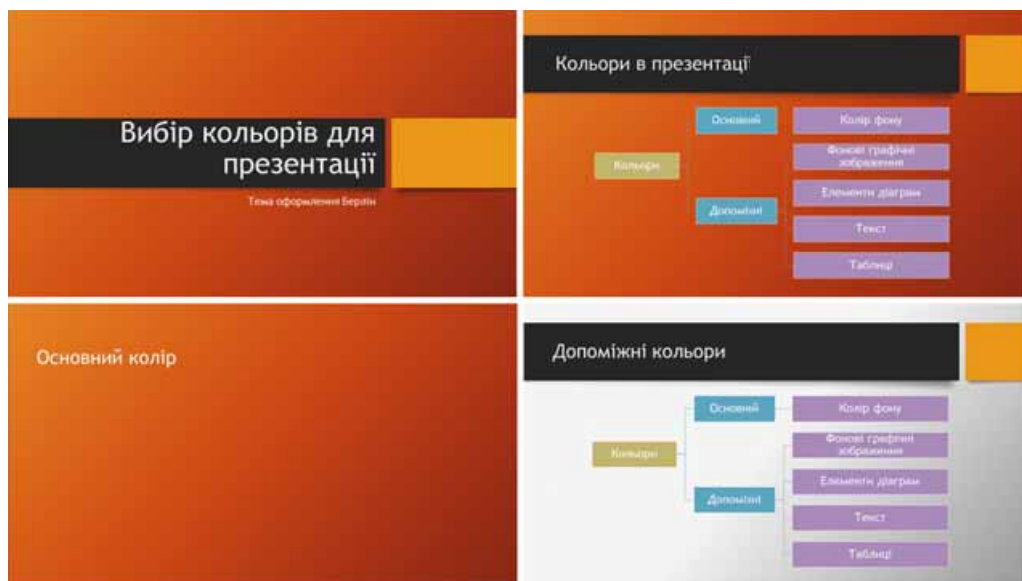 Вибір кольорів для
презентації
Тема оформлення Берлін
Кольори в презентації
Основний
Колір фону
Фонові графічні
зображення
Кольори
Елементи діаграм
Допоміжні
Текст
Таблиці
Основний колір
Допоміжні кольори
Основний
Колір фону
Фонові графічні
зображення
Кольори
Елементи діаграм
Допоміжні
Текст
Таблиці